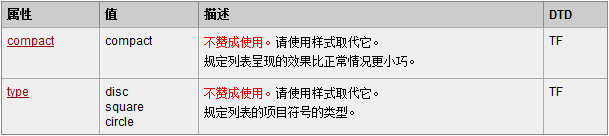 属性 值 描述 DTD
compact compact 不赞成使用。请使用样式取代它。 TF
规定列表呈现的效果比正常情况更小巧。
type disc 不赞成使用。请使用样式取代它。 TF
square 规定列表的项目符号的类型。
circle